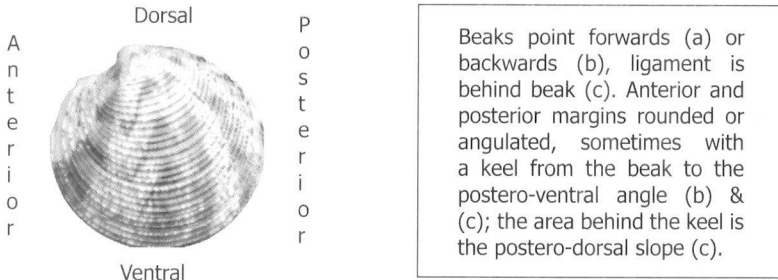 Dorsal
Anterior
Posterior
Ventral
Beaks point forwards (a) or
backwards (b), ligament is
behind beak (c). Anterior and
posterior margins rounded or
angulated, sometimes with
a keel from the beak to the
postero-ventral angle (b) &
(c); the area behind the keel is
the postero-dorsal slope (c).